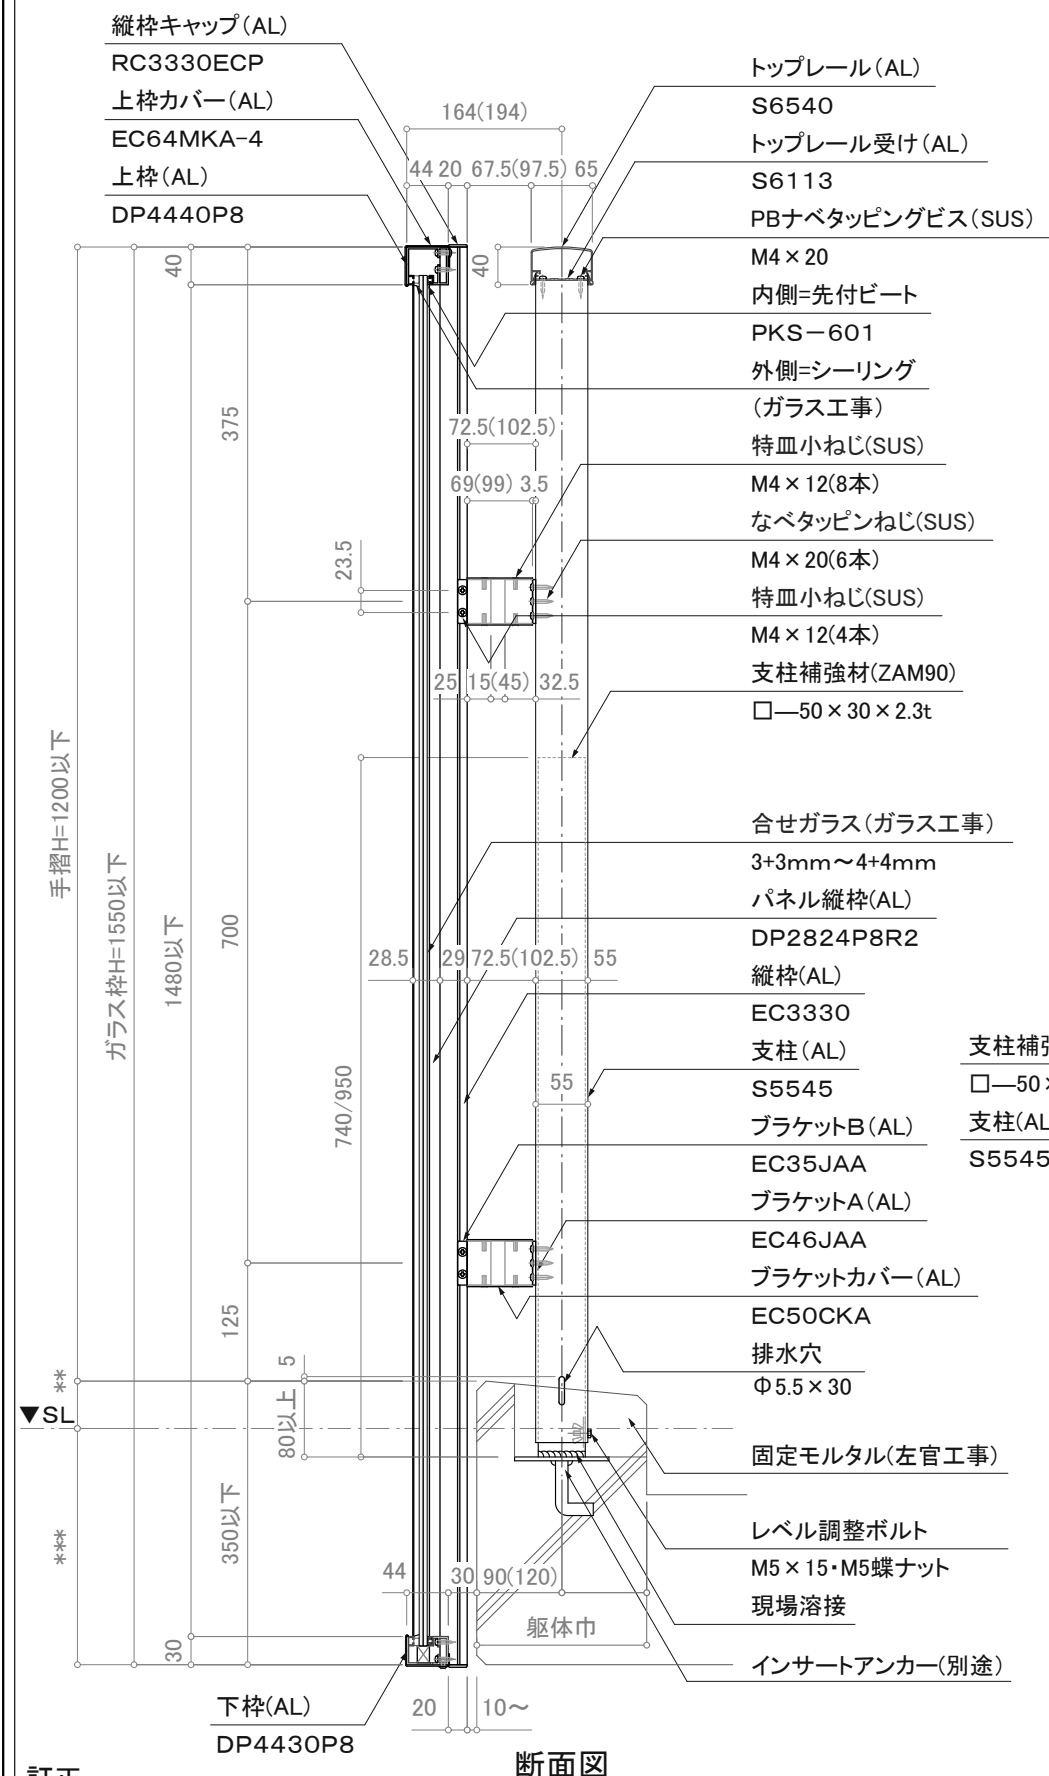 縦枠キャップ(AL)
RC3330ECP
上枠カバー(AL)
EC64MKA-4
上枠(AL)
DP4440P8
164(194)
44 20 67.5(97.5) 65
40
40
トップレール(AL)
S6540
トップレール受け(AL)
S6113
PBナベタッピングビス(SUS)
M4×20
内側=先付ビート
PKS-601
外側=シーリング
(ガラス工事)
特皿小ねじ(SUS)
M4×12(8本)
なベタッピンねじ(SUS)
M4×20(6本)
特皿小ねじ(SUS)
M4×12(4本)
支柱補強材(ZAM90)
□—50×30×2.3t
375
72.5(102.5)
69(99) 3.5
23.5
25 15(45) 32.5
手摺H=1200以下
ガラス枠H=1550以下
1480以下
700
740/950
28.5 29 72.5(102.5) 55
55
合せガラス(ガラス工事)
3+3mm~4+4mm
パネル縦枠(AL)
DP2824P8R2
縦枠(AL)
EC3330
支柱(AL)
S5545
ブラケットB(AL)
EC35JAA
ブラケットA(AL)
EC46JAA
ブラケットカバー(AL)
EC50CKA
排水穴
Φ5.5×30
支柱補強
□—50×
支柱(AL
S5545
125
5
80以上
**
▼SL
***
350以下
30
固定モルタル(左官工事)
レベル調整ボルト
M5×15・M5蝶ナット
現場溶接
インサートアンカー(別途)
44 30 90(120)
躯体巾
下枠(AL)
DP4430P8
20 10~
断面図
訂正